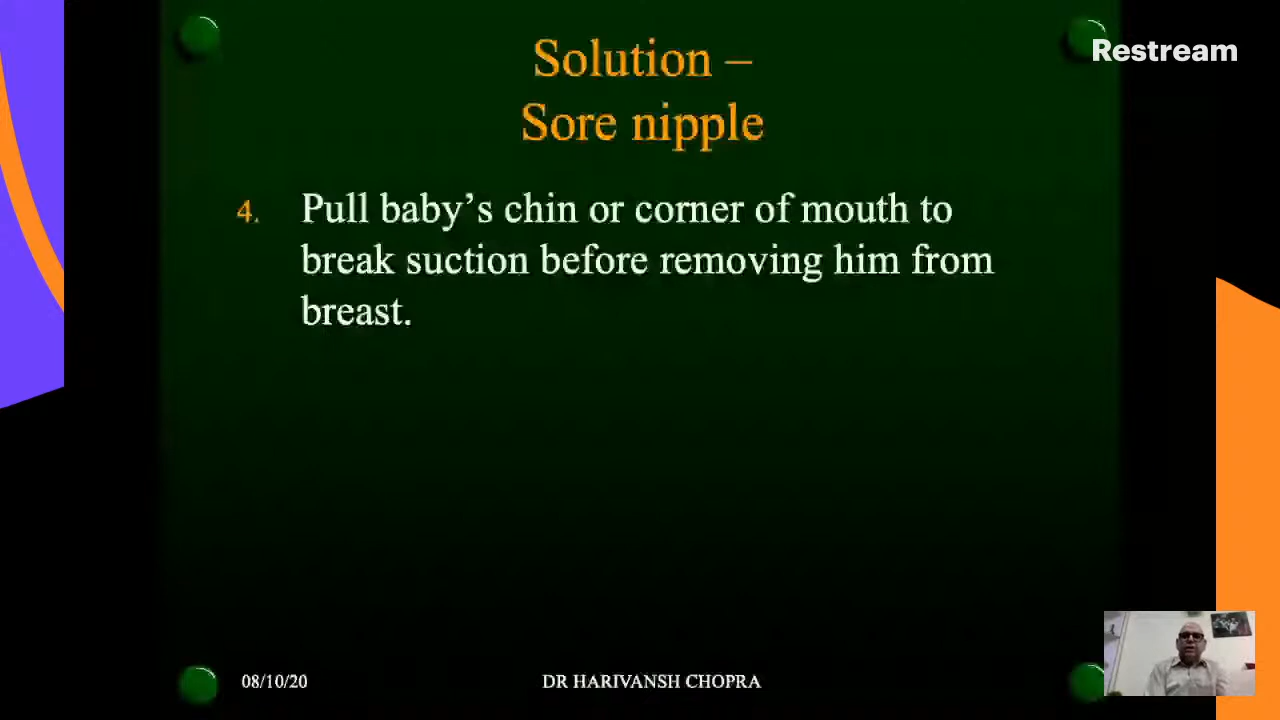 Restream
Solution –
Sore nipple
4. Pull baby’s chin or corner of mouth to
break suction before removing him from
breast.
08/10/20 DR HARIVANSH CHOPRA